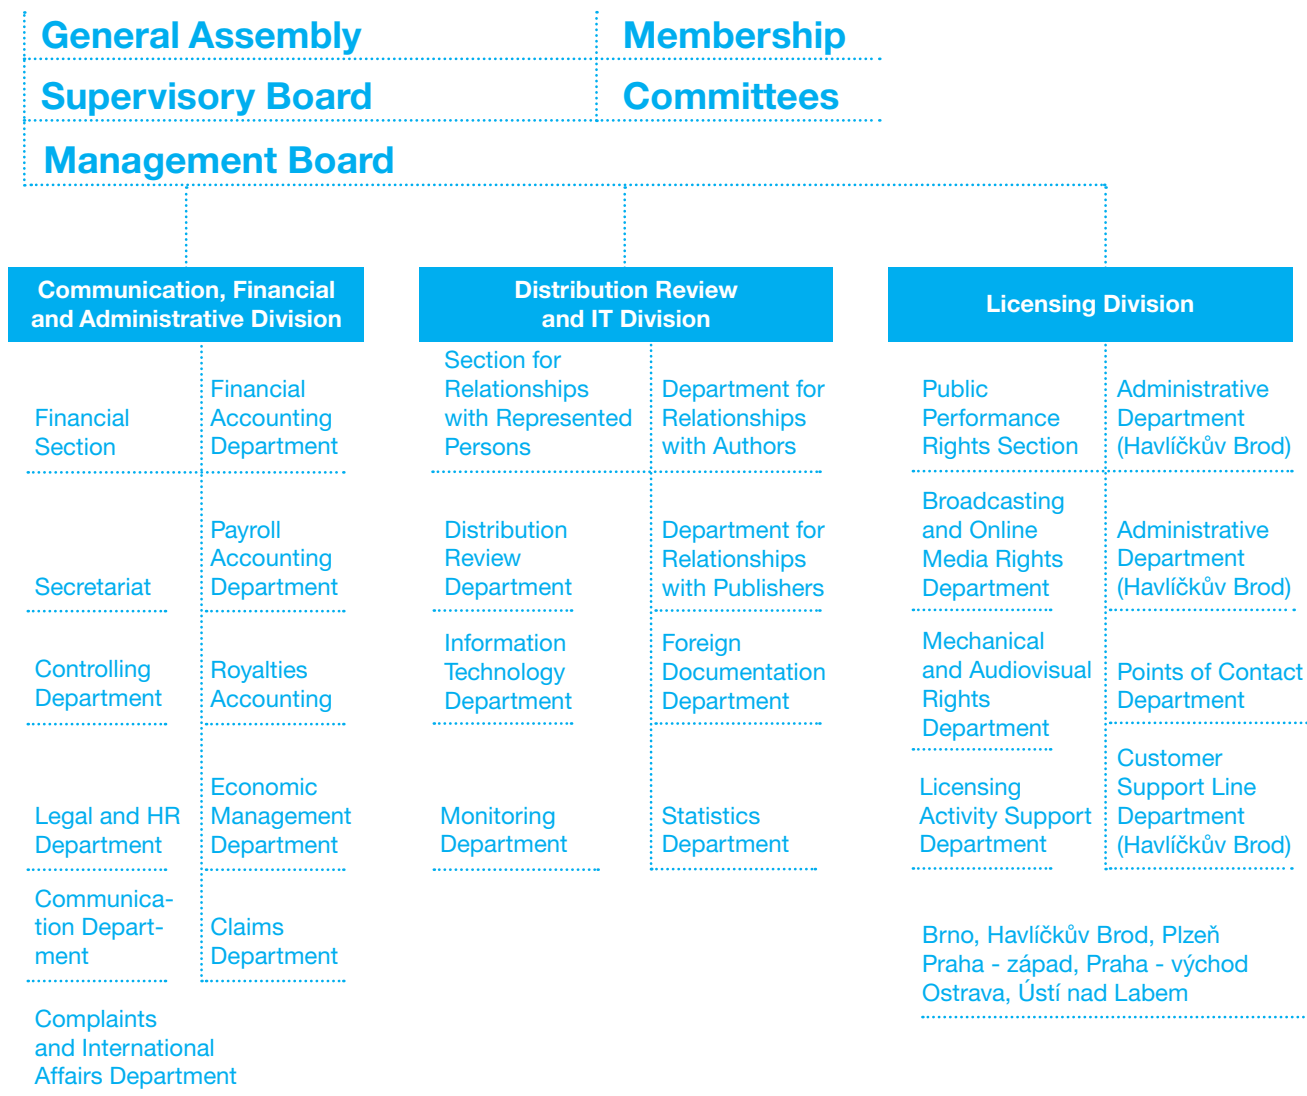 General Assembly
Membership
Supervisory Board
Committees
Management Board
Communication, Financial
and Administrative Division
Financial
Section
Financial
Accounting
Department
Secretariat
Payroll
Accounting
Department
Controlling
Department
Royalties
Accounting
Legal and HR
Department
Economic
Management
Department
Communica-
tion Depart-
ment
Claims
Department
Complaints
and International
Affairs Department
Distribution Review
and IT Division
Section for
Relationships
with Represented
Persons
Department for
Relationships
with Authors
Distribution
Review
Department
Department for
Relationships
with Publishers
Information
Technology
Department
Foreign
Documentation
Department
Monitoring
Department
Statistics
Department
Licensing Division
Public
Performance
Rights Section
Administrative
Department
(Havlíčkův Brod)
Broadcasting
and Online
Media Rights
Department
Administrative
Department
(Havlíčkův Brod)
Mechanical
and Audiovisual
Rights
Department
Points of Contact
Department
Licensing
Activity Support
Department
Customer
Support Line
Department
(Havlíčkův Brod)
Brno, Havlíčkův Brod, Plzeň
Praha - západ, Praha - východ
Ostrava, Ústí nad Labem